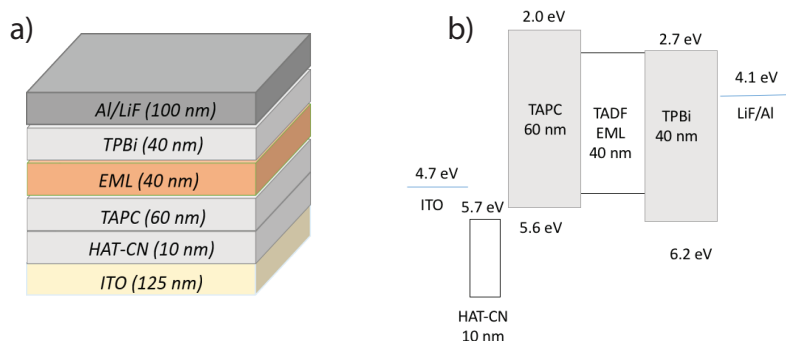 a)
Al/LiF (100 nm)
TPBi (40 nm)
EML (40 nm)
TAPC (60 nm)
HAT-CN (10 nm)
ITO (125 nm)
b)
2.0 eV
2.7 eV
4.1 eV
TAPC
60 nm
TADF
EML
40 nm
TPBi
40 nm
LiF/Al
4.7 eV
ITO
5.7 eV
5.6 eV
6.2 eV
HAT-CN
10 nm